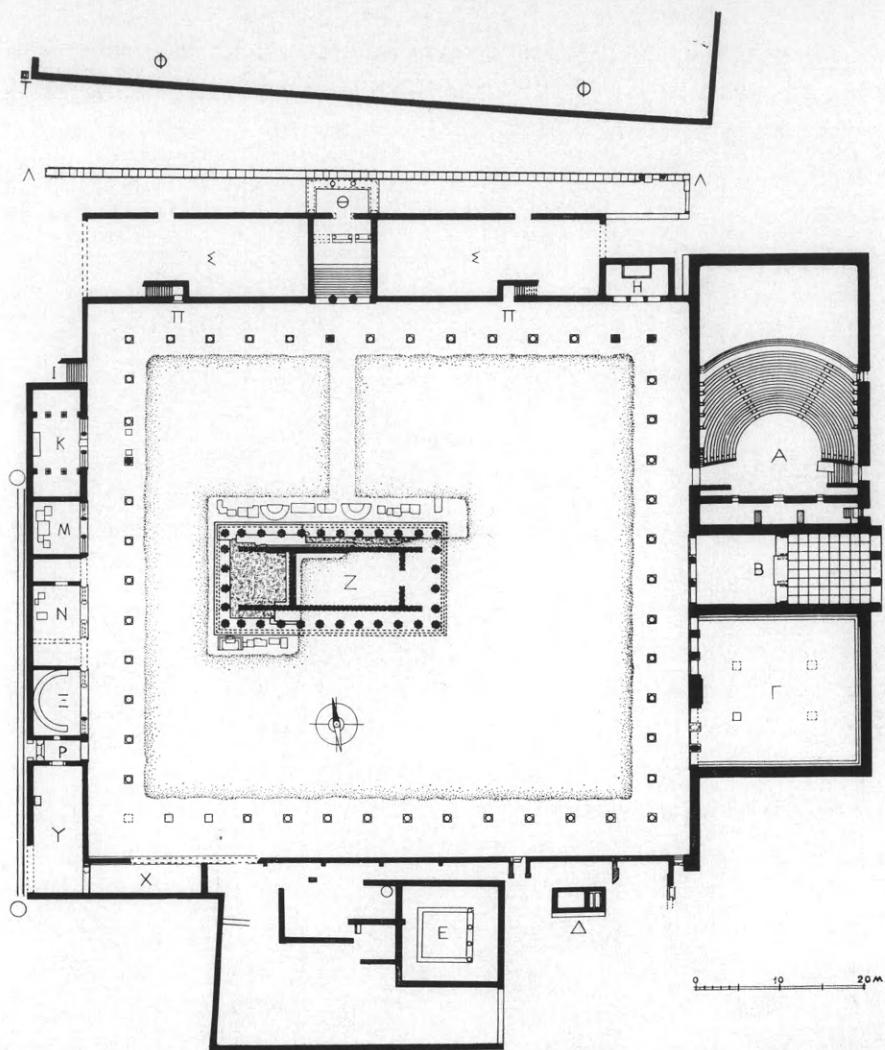 Φ
Φ
Τ
Λ
Λ
Θ
Σ
Σ
Η
Π
Π
Ι
Κ
Α
Μ
Β
Ζ
Ν
Ξ
Γ
Ρ
Υ
Χ
Ε
Δ
0 10 20 M